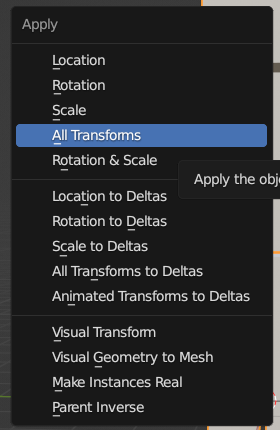 Apply
Location
Rotation
Scale
All Transforms
Rotation & Scale
Apply the obj
Location to Deltas
Rotation to Deltas
Scale to Deltas
All Transforms to Deltas
Animated Transforms to Deltas
Visual Transform
Visual Geometry to Mesh
Make Instances Real
Parent Inverse